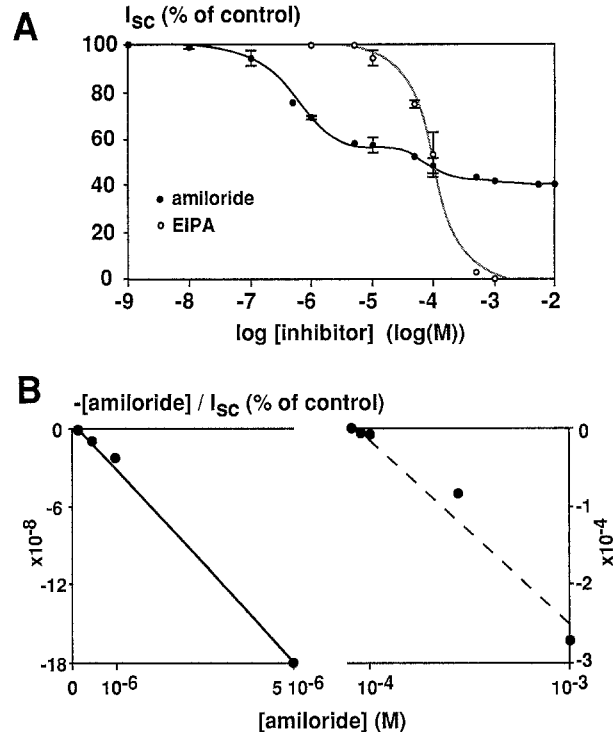 A
I_SC (% of control)
100
80
60
40
20
0
amiloride
EIPA
-9 -8 -7 -6 -5 -4 -3 -2
log [inhibitor] (log(M))
B
-[amiloride] / I_SC (% of control)
0
-6
-12
-18
x10^-8
0
-1
-2
-3
x10^-4
0 10^-6 5 10^-6
10^-4 10^-3
[amiloride] (M)